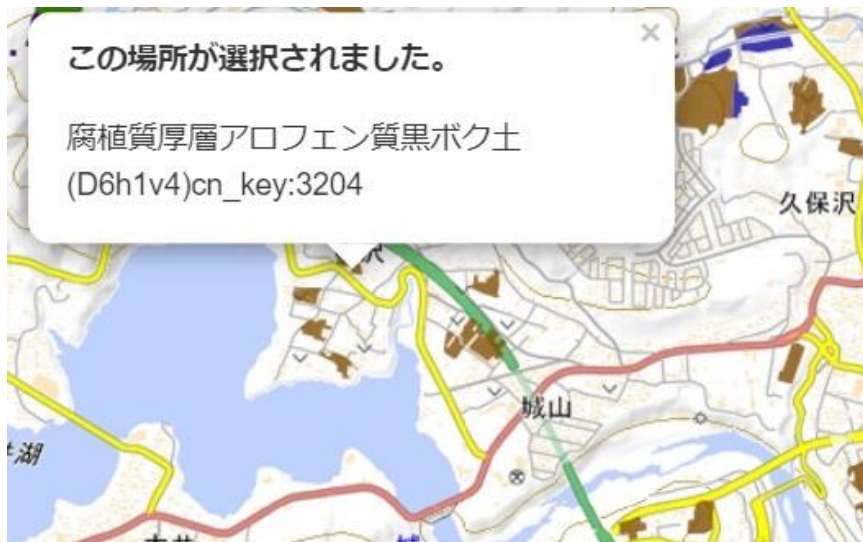 この場所が選択されました。
×
腐植質厚層アロフェン質黒ボク土
(D6h1v4)cn_key:3204
久保沢
沢
城山
湖